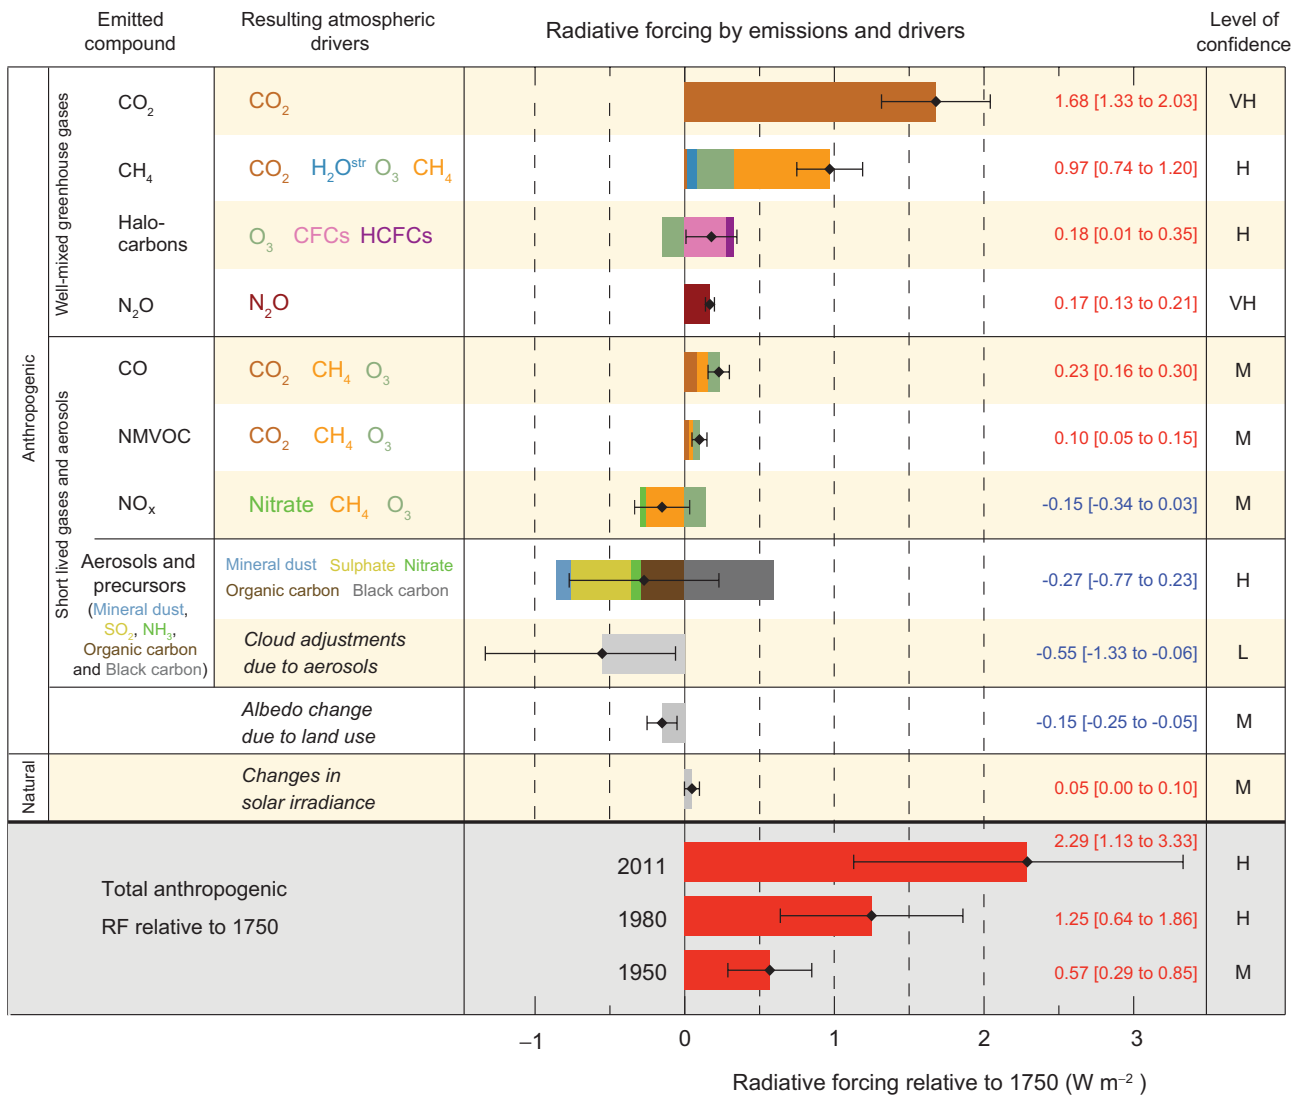 Emitted compound
Resulting atmospheric drivers
Radiative forcing by emissions and drivers
Level of confidence
Anthropogenic
Well-mixed greenhouse gases
CO₂
CO₂
1.68 [1.33 to 2.03]
VH
CH₄
CO₂ H₂Oˢᵗʳ O₃ CH₄
0.97 [0.74 to 1.20]
H
Halo-carbons
O₃ CFCs HCFCs
0.18 [0.01 to 0.35]
H
N₂O
N₂O
0.17 [0.13 to 0.21]
VH
Short lived gases and aerosols
CO
CO₂ CH₄ O₃
0.23 [0.16 to 0.30]
M
NMVOC
CO₂ CH₄ O₃
0.10 [0.05 to 0.15]
M
NOₓ
Nitrate CH₄ O₃
-0.15 [-0.34 to 0.03]
M
Aerosols and
precursors
(Mineral dust,
SO₂, NH₃,
Organic carbon
and Black carbon)
Mineral dust Sulphate Nitrate
Organic carbon Black carbon
-0.27 [-0.77 to 0.23]
H
Cloud adjustments
due to aerosols
-0.55 [-1.33 to -0.06]
L
Albedo change
due to land use
-0.15 [-0.25 to -0.05]
M
Natural
Changes in
solar irradiance
0.05 [0.00 to 0.10]
M
Total anthropogenic
RF relative to 1750
2011
2.29 [1.13 to 3.33]
H
1980
1.25 [0.64 to 1.86]
H
1950
0.57 [0.29 to 0.85]
M
−1 0 1 2 3
Radiative forcing relative to 1750 (W m⁻²)